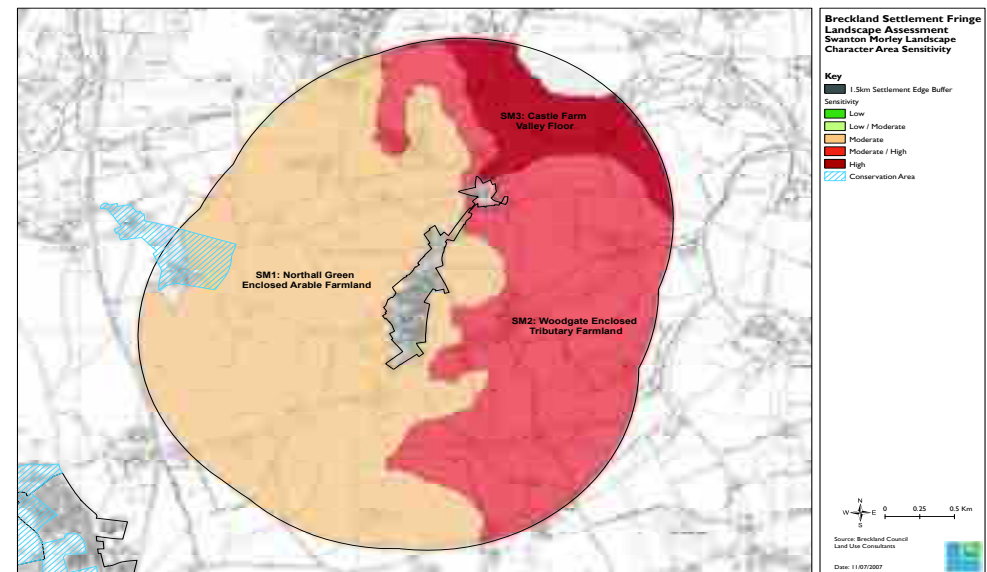 SM3: Castle Farm
Valley Floor
SM1: Northall Green
Enclosed Arable Farmland
SM2: Woodgate Enclosed
Tributary Farmland
Breckland Settlement Fringe
Landscape Assessment
Swanton Morley Landscape
Character Area Sensitivity
Key
1.5km Settlement Edge Buffer
Sensitivity
Low
Low / Moderate
Moderate
Moderate / High
High
Conservation Area
N
W E
S
0 0.25 0.5 Km
Source: Breckland Council
Land Use Consultants
Date: 11/07/2007